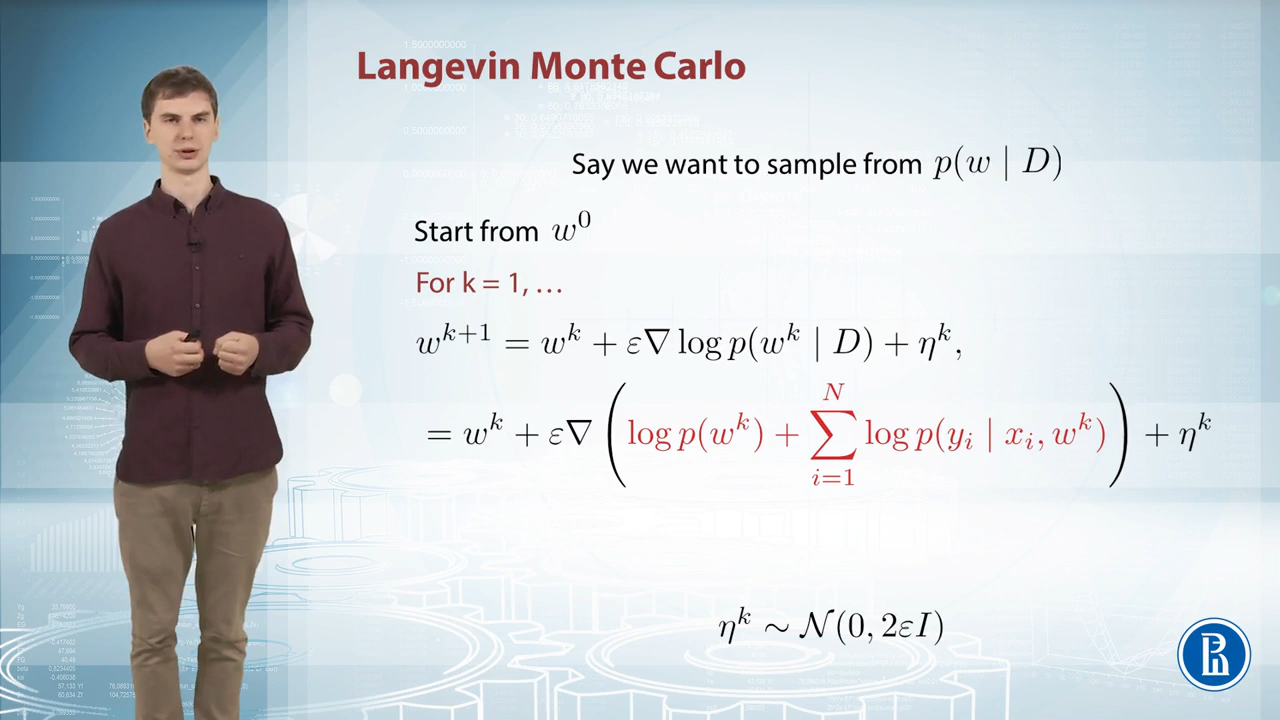 Langevin Monte Carlo
Say we want to sample from p(w | D)
Start from w^0
For k = 1, …
w^{k+1} = w^k + ε∇ log p(w^k | D) + η^k,
= w^k + ε∇ ( log p(w^k) + ∑_{i=1}^{N} log p(y_i | x_i, w^k) ) + η^k
η^k ∼ N(0, 2εI)